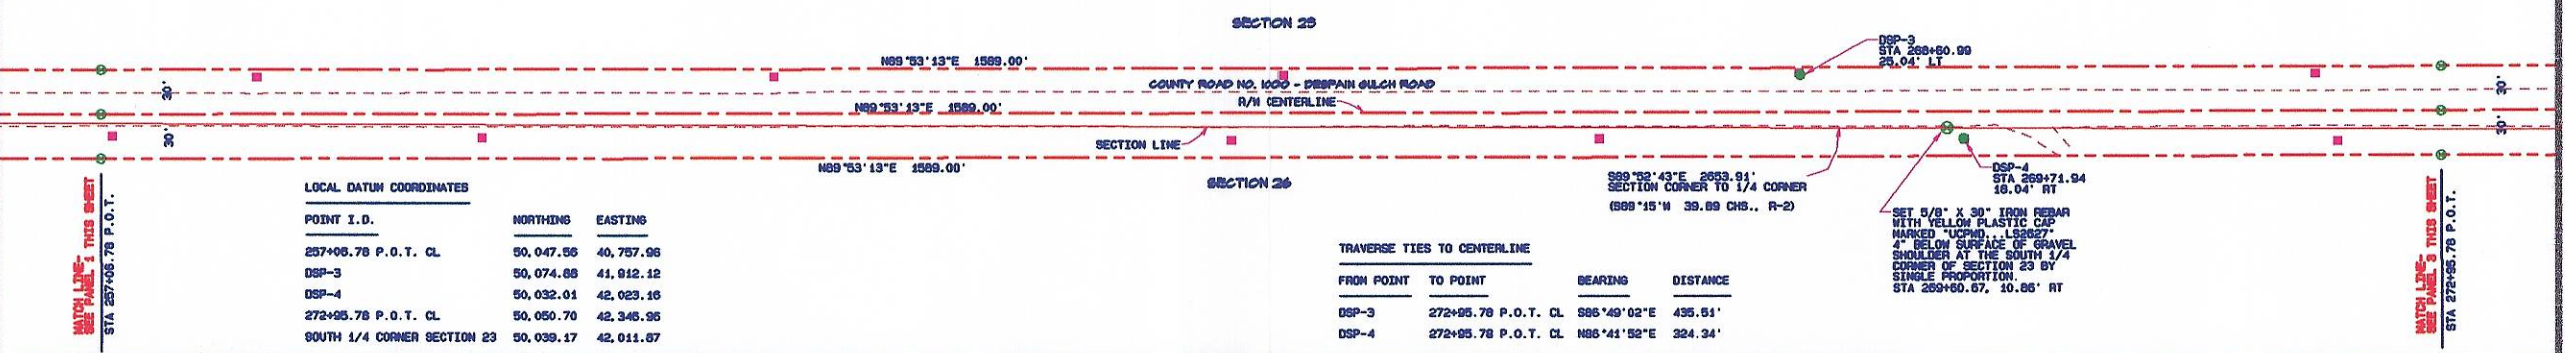 SECTION 23
DSP-3
STA 268+60.99
25.04' LT
N89°53'13"E 1589.00'
COUNTY ROAD NO. 1000 - DESPAIN GULCH ROAD
R/W CENTERLINE
30'
30'
N89°53'13"E 1589.00'
30'
30'
SECTION LINE
N89°53'13"E 1589.00'
SECTION 26
S89°52'43"E 2653.91'
SECTION CORNER TO 1/4 CORNER
(S89°15'W 39.89 CHS., R-2)
DSP-4
STA 269+71.94
18.04' RT
SET 5/8" X 30" IRON REBAR
WITH YELLOW PLASTIC CAP
MARKED "UCPWD...LS2627"
4" BELOW SURFACE OF GRAVEL
SHOULDER AT THE SOUTH 1/4
CORNER OF SECTION 23 BY
SINGLE PROPORTION.
STA 269+60.67, 10.86' RT
MATCH LINE-
SEE PANEL 1 THIS SHEET
STA 257+06.78 P.O.T.
LOCAL DATUM COORDINATES
POINT I.D. NORTHING EASTING
257+06.78 P.O.T. CL 50,047.56 40,757.96
DSP-3 50,074.88 41,912.12
DSP-4 50,032.01 42,023.16
272+95.78 P.O.T. CL 50,050.70 42,346.96
SOUTH 1/4 CORNER SECTION 23 50,039.17 42,011.87
TRAVERSE TIES TO CENTERLINE
FROM POINT TO POINT BEARING DISTANCE
DSP-3 272+95.78 P.O.T. CL S86°49'02"E 435.51'
DSP-4 272+95.78 P.O.T. CL N86°41'52"E 324.34'
MATCH LINE-
SEE PANEL 3 THIS SHEET
STA 272+95.78 P.O.T.